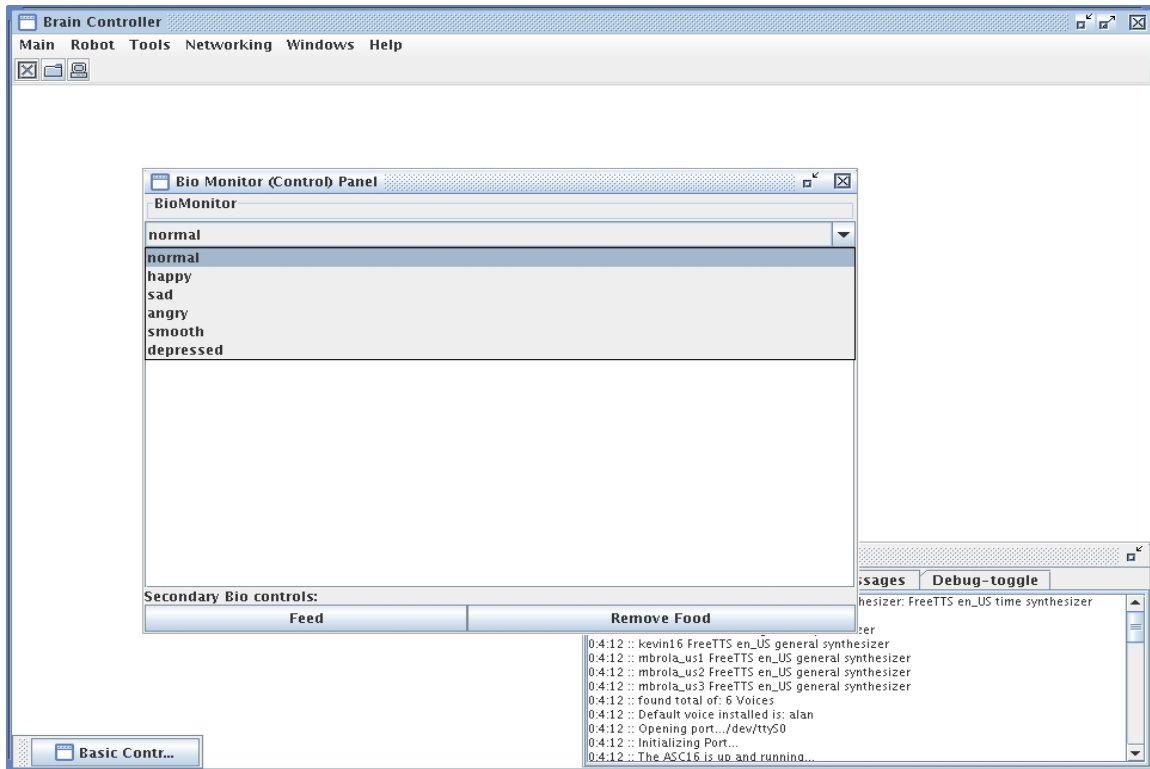 Brain Controller
Main Robot Tools Networking Windows Help
Bio Monitor (Control) Panel
BioMonitor
normal
normal
happy
sad
angry
smooth
depressed
Secondary Bio controls:
Feed Remove Food
Debug-toggle
FreeTTS en_US time synthesizer
0:4:12 :: kevin16 FreeTTS en_US general synthesizer
0:4:12 :: mbrola_us1 FreeTTS en_US general synthesizer
0:4:12 :: mbrola_us2 FreeTTS en_US general synthesizer
0:4:12 :: mbrola_us3 FreeTTS en_US general synthesizer
0:4:12 :: found total of: 6 Voices
0:4:12 :: Default voice installed is: alan
0:4:12 :: Opening port.../dev/ttyS0
0:4:12 :: Initializing Port...
0:4:12 :: The ASC16 is up and running...
Basic Contr...